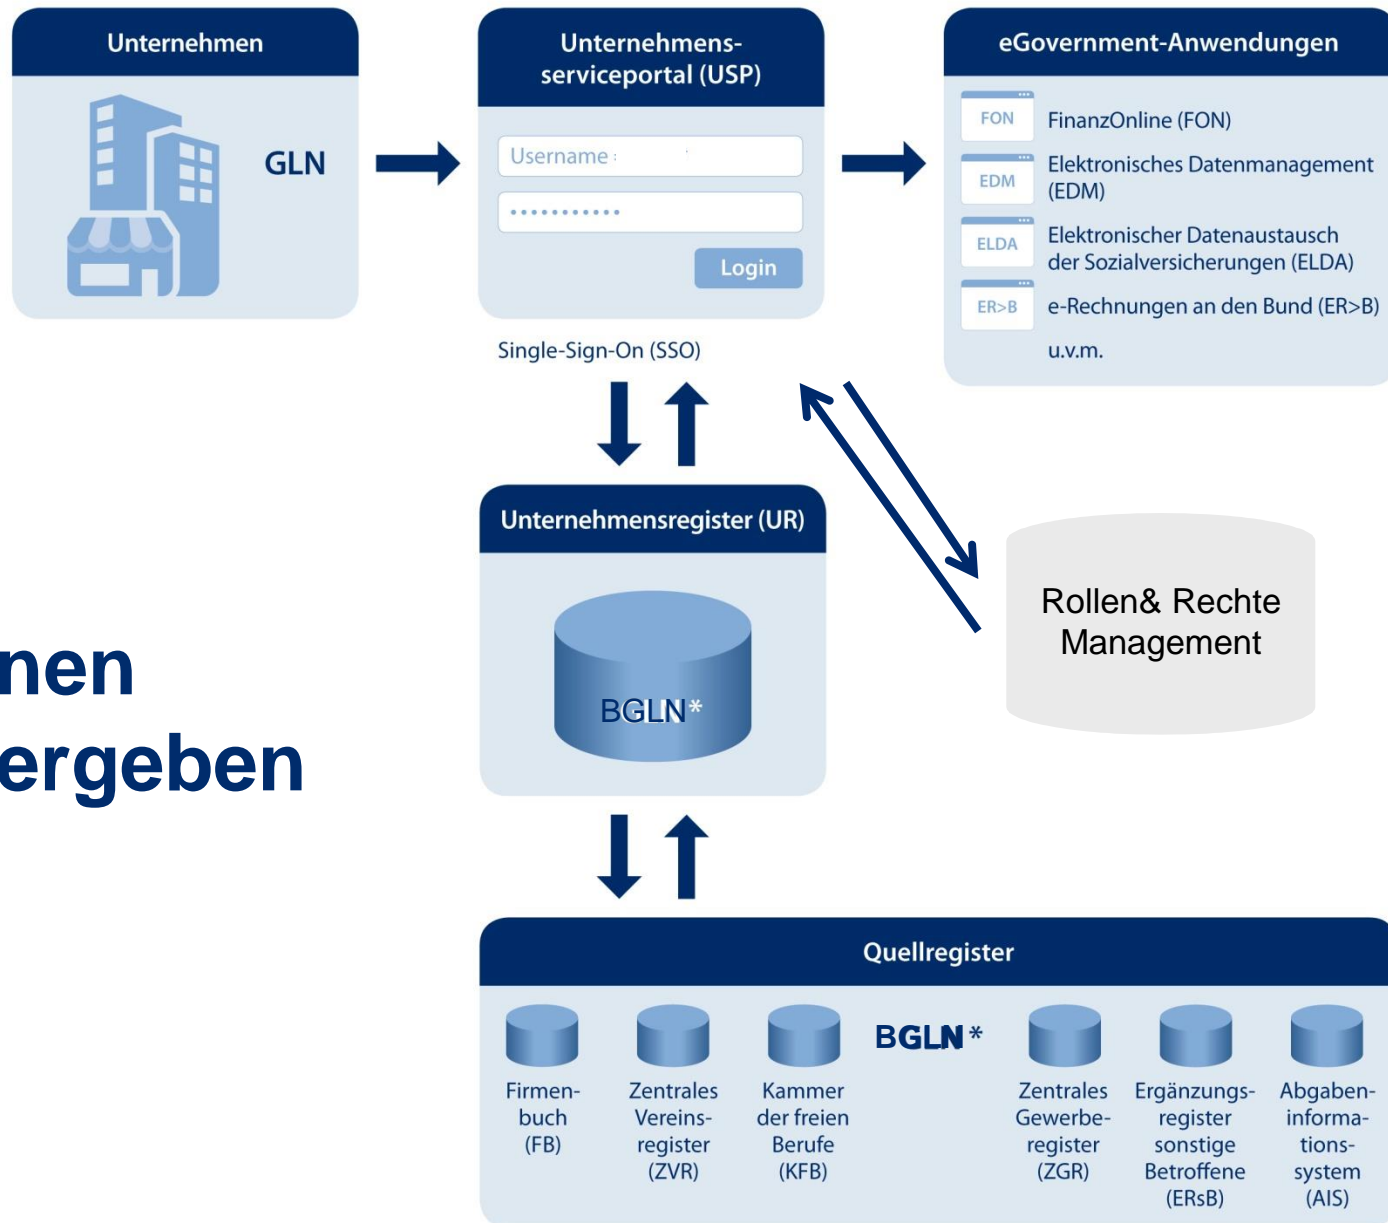 Unternehmen
GLN
Unternehmens-
serviceportal (USP)
Username :
•••••••••••
Login
Single-Sign-On (SSO)
eGovernment-Anwendungen
FON
FinanzOnline (FON)
EDM
Elektronisches Datenmanagement
(EDM)
ELDA
Elektronischer Datenaustausch
der Sozialversicherungen (ELDA)
ER>B
e-Rechnungen an den Bund (ER>B)
u.v.m.
Unternehmensregister (UR)
BGLN*
Rollen& Rechte
Management
nen
ergeben
Quellregister
Firmen-
buch
(FB)
Zentrales
Vereins-
register
(ZVR)
Kammer
der freien
Berufe
(KFB)
BGLN*
Zentrales
Gewerbe-
register
(ZGR)
Ergänzungs-
register
sonstige
Betroffene
(ERsB)
Abgaben-
informa-
tions-
system
(AIS)